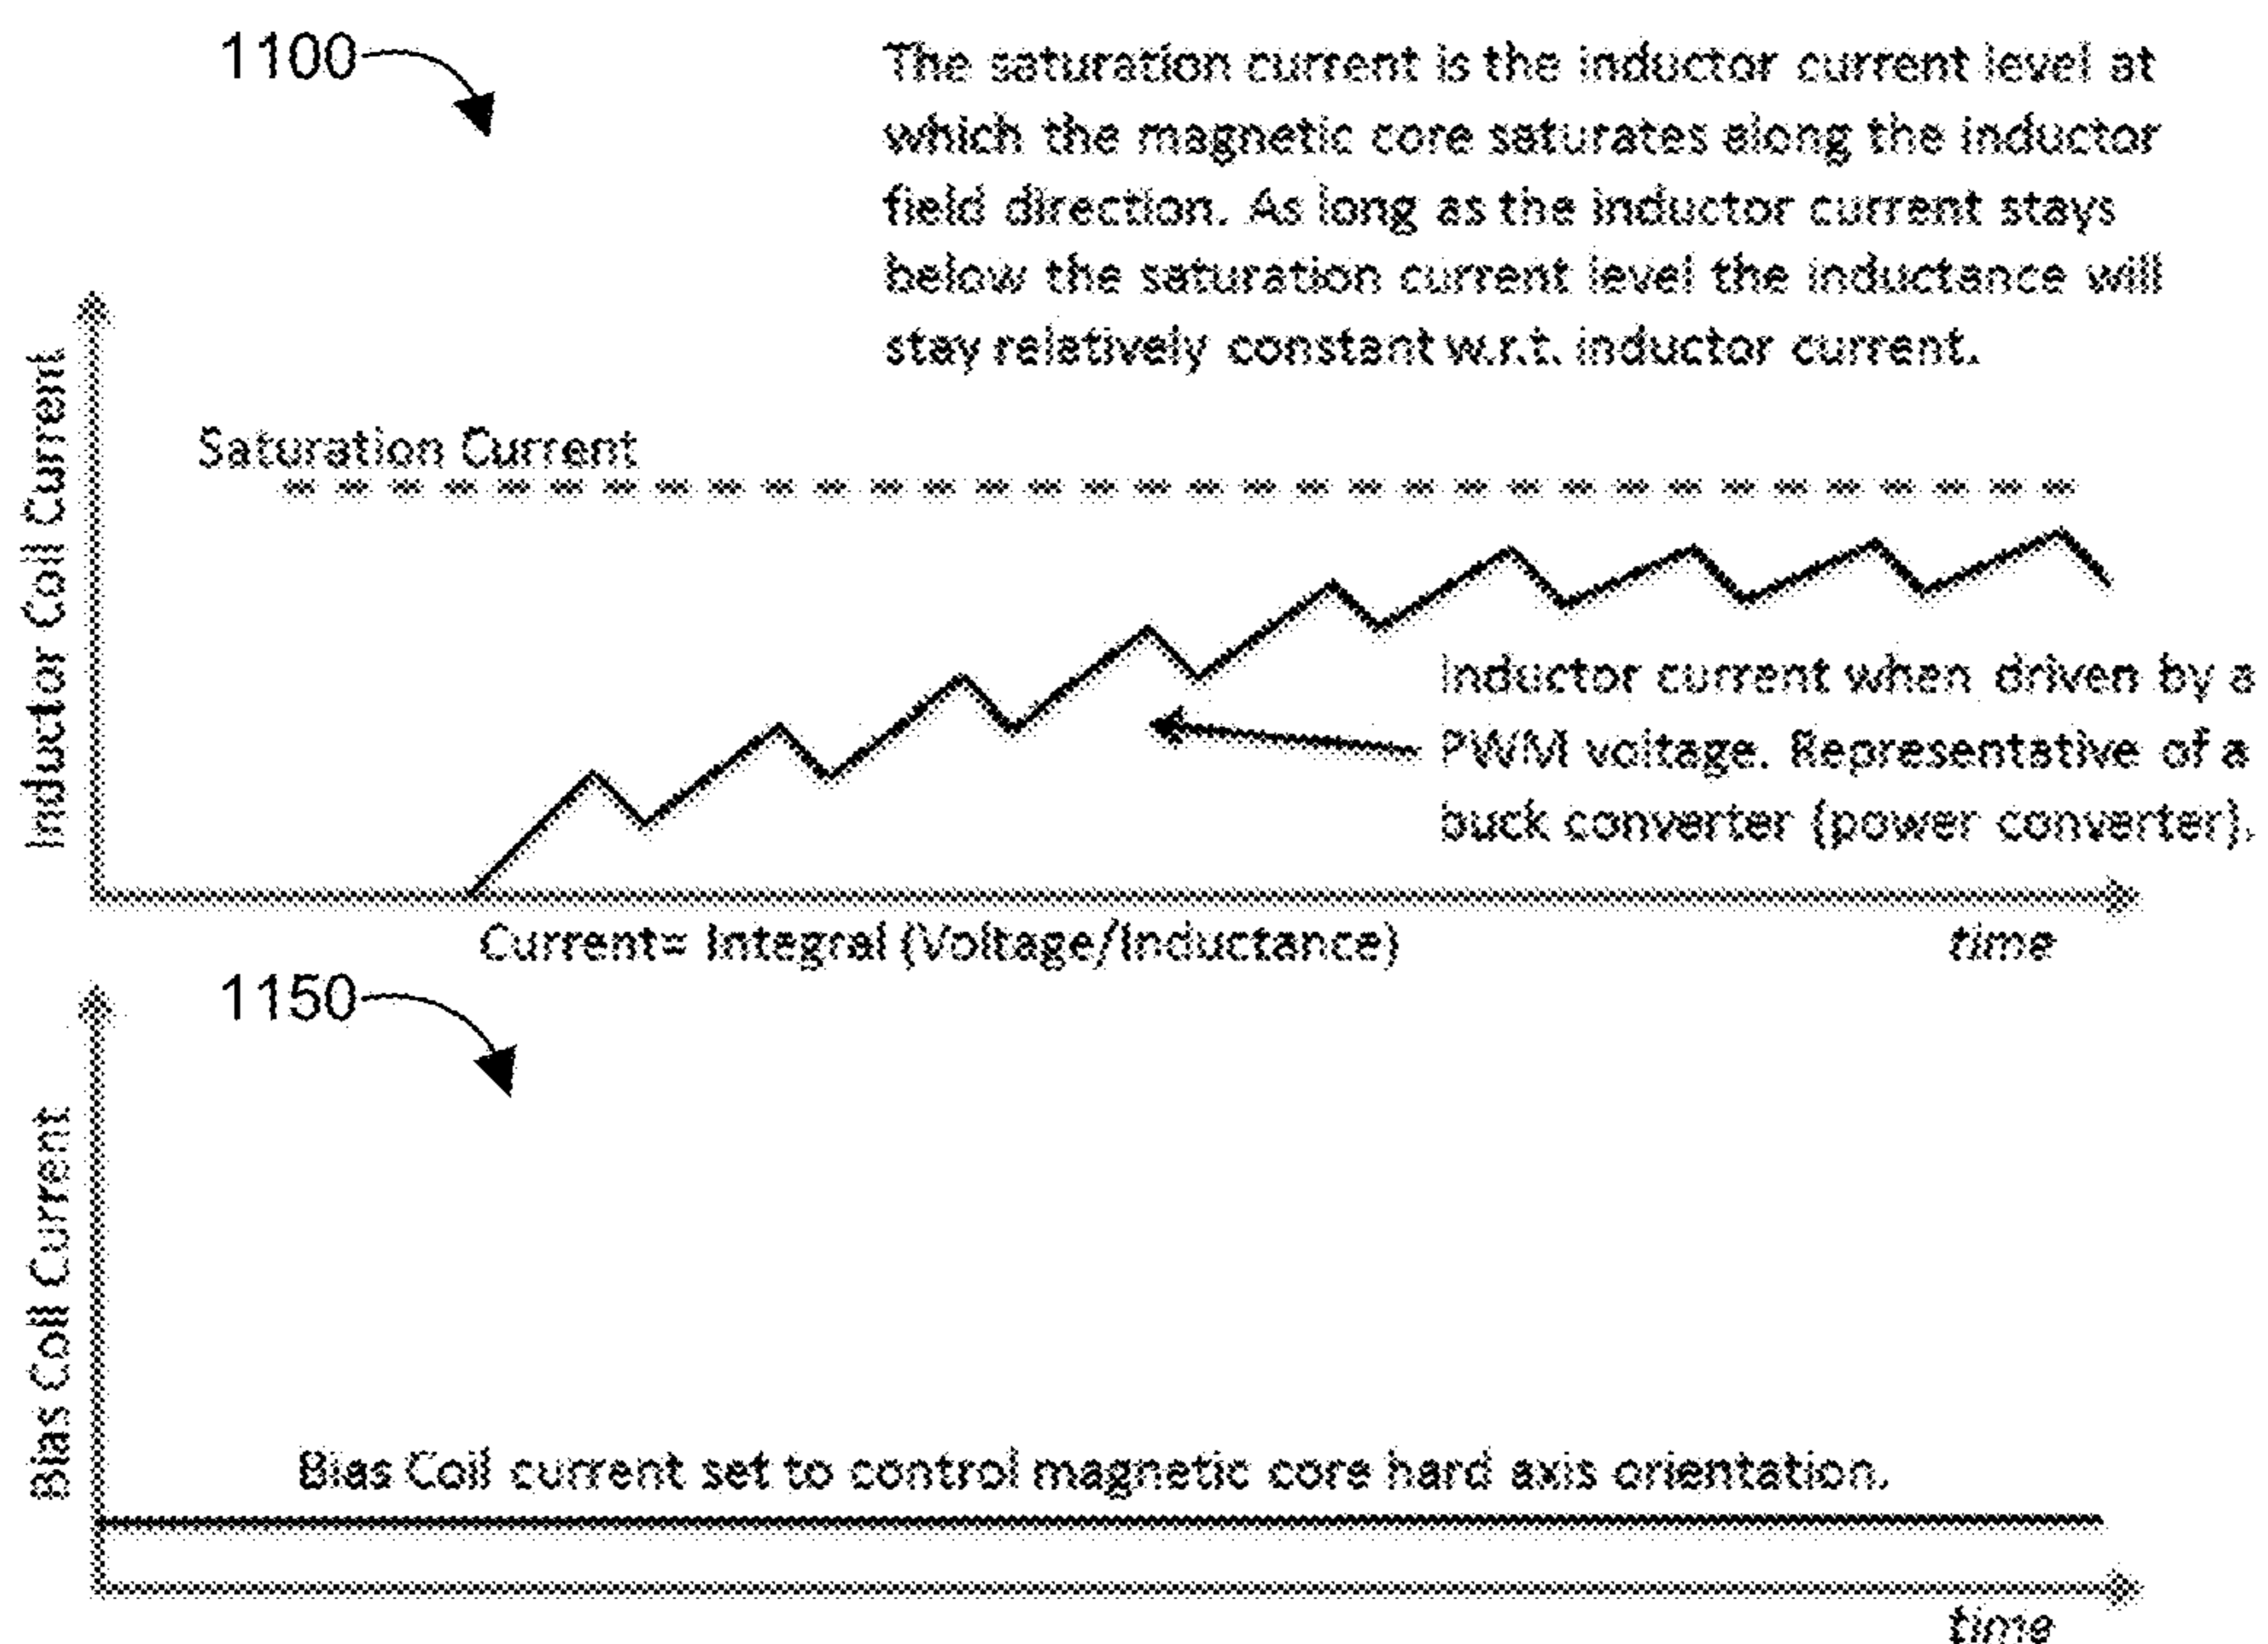 1100
The saturation current is the inductor current level at
which the magnetic core saturates along the inductor
field direction. As long as the inductor current stays
below the saturation current level the inductance will
stay relatively constant w.r.t. inductor current.
Inductor Coil Current
Saturation Current
Inductor current when driven by a
PWM voltage. Representative of a
buck converter (power converter).
Current= Integral (Voltage/Inductance)
time
1150
Bias Coil Current
Bias Coil current set to control magnetic core hard axis orientation.
time